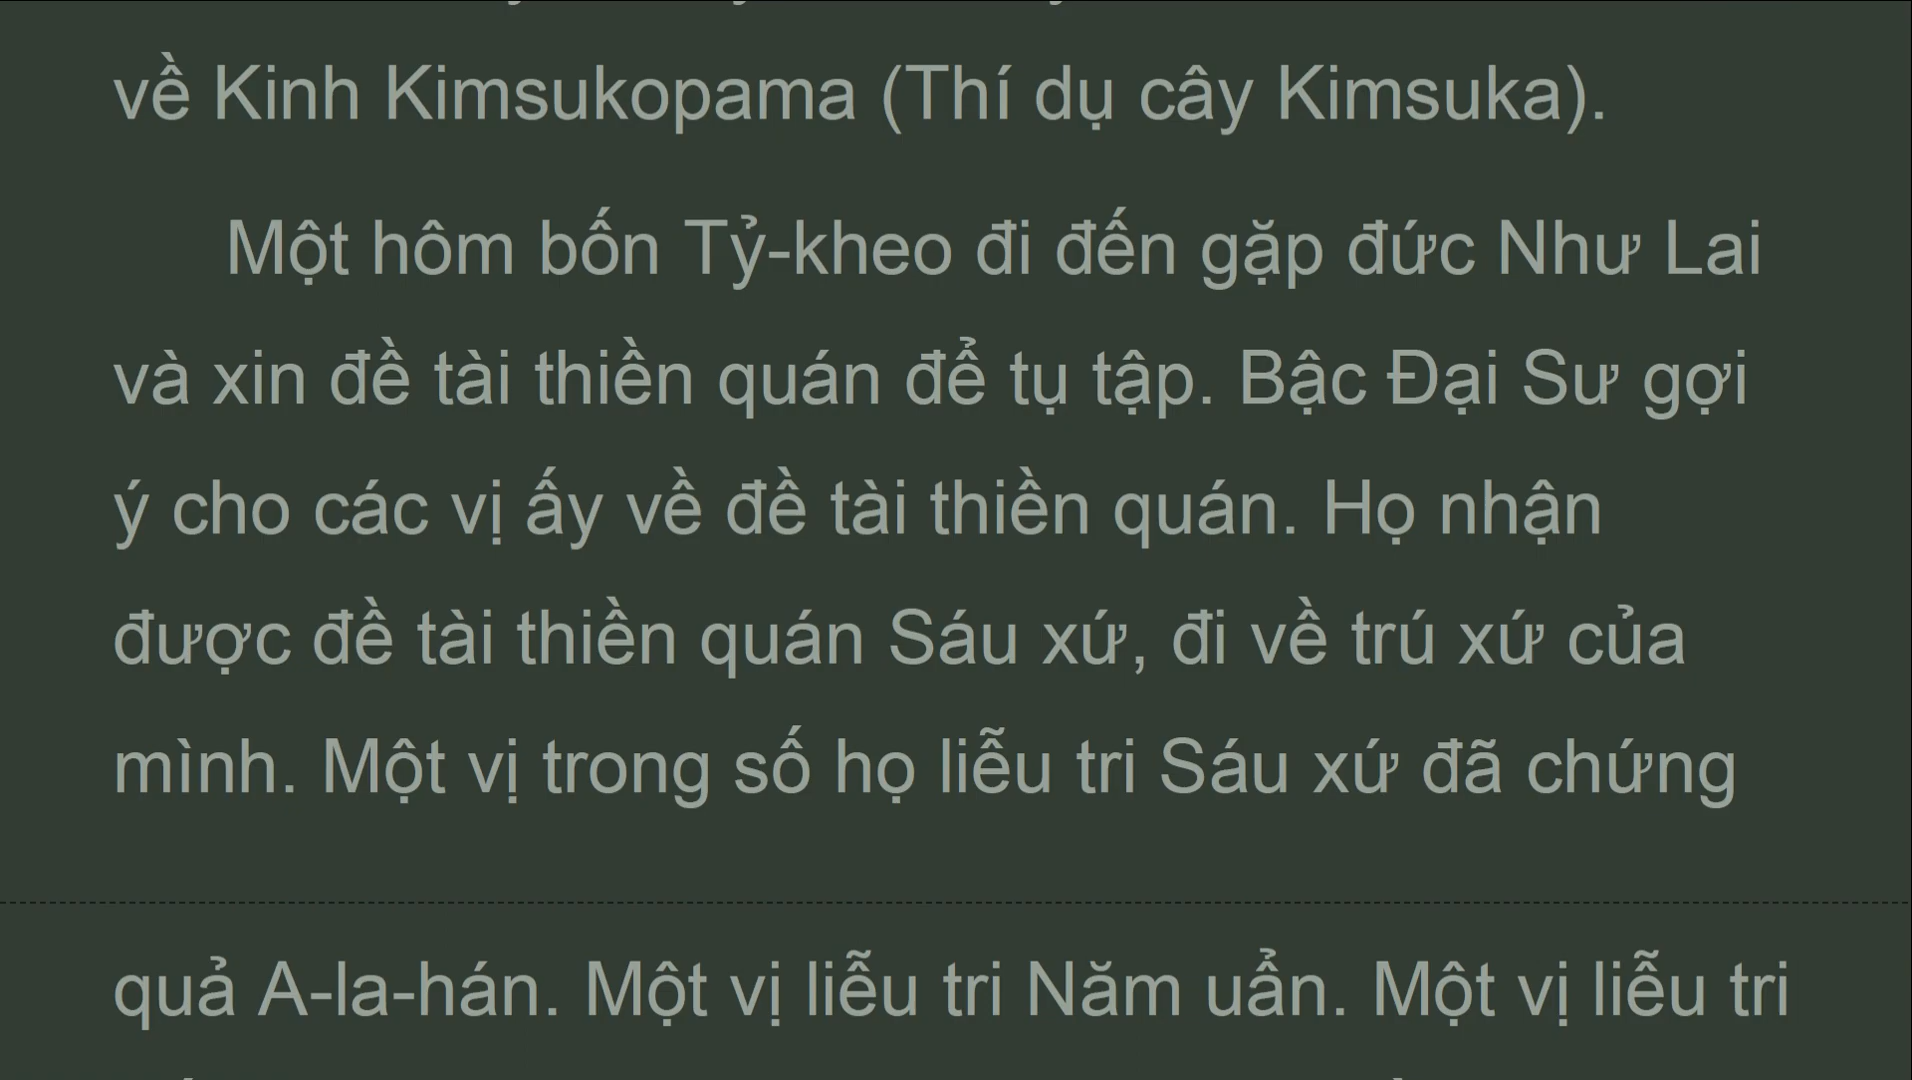 về Kinh Kimsukopama (Thí dụ cây Kimsuka).
Một hôm bốn Tỷ-kheo đi đến gặp đức Như Lai
và xin đề tài thiền quán để tụ tập. Bậc Đại Sư gợi
ý cho các vị ấy về đề tài thiền quán. Họ nhận
được đề tài thiền quán Sáu xứ, đi về trú xứ của
mình. Một vị trong số họ liễu tri Sáu xứ đã chứng
quả A-la-hán. Một vị liễu tri Năm uẩn. Một vị liễu tri